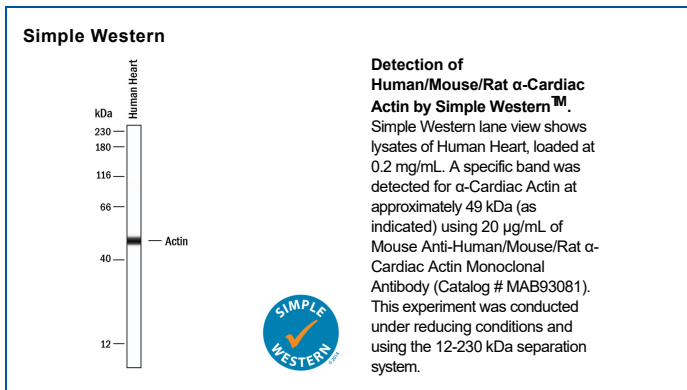 Simple Western
Human Heart
kDa
230
180
116
66
Actin
40
12
SIMPLE
WESTERN
©2014
Detection of
Human/Mouse/Rat α-Cardiac
Actin by Simple Western™.
Simple Western lane view shows
lysates of Human Heart, loaded at
0.2 mg/mL. A specific band was
detected for α-Cardiac Actin at
approximately 49 kDa (as
indicated) using 20 µg/mL of
Mouse Anti-Human/Mouse/Rat α-
Cardiac Actin Monoclonal
Antibody (Catalog # MAB93081).
This experiment was conducted
under reducing conditions and
using the 12-230 kDa separation
system.